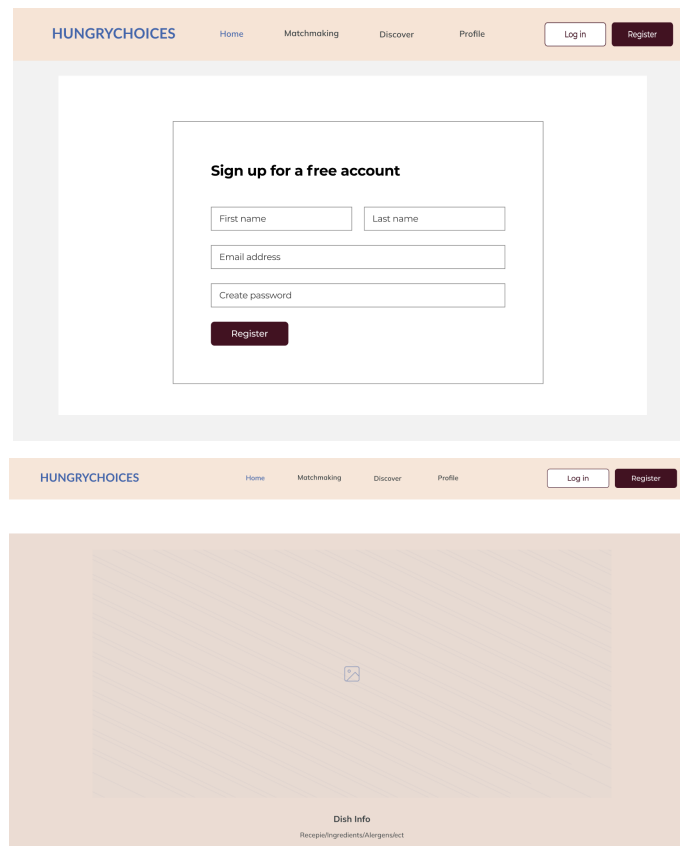 HUNGRYCHOICES Home Matchmaking Discover Profile Log in Register
Sign up for a free account
First name Last name
Email address
Create password
Register
HUNGRYCHOICES Home Matchmaking Discover Profile Log in Register
Dish Info
Recepie/Ingredients/Alergens/ect